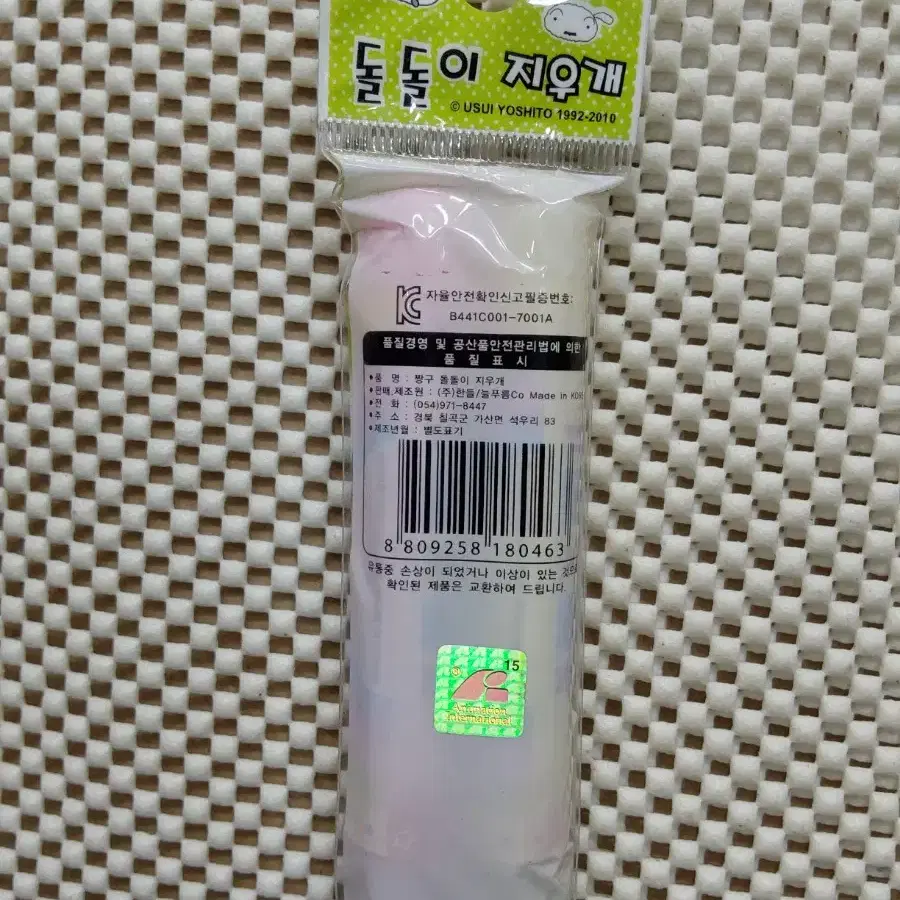 돌돌이 지우개
© USUI YOSHITO 1992-2010
자율안전확인신고필증번호:
B441C001-7001A
품질경영 및 공산품안전관리법에 의한
품 질 표 시
•품 명 : 짱구 돌돌이 지우개
•판매,제조원 : (주)한들/늘푸름Co Made in KOREA
•전 화 : (054)971-8447
•주 소 : 경북 칠곡군 가산면 석우리 83
•제조년월 : 별도표기
8 809258 180463
유통중 손상이 되었거나 이상이 있는 것으로
확인된 제품은 교환하여 드립니다.
15
Animation
International